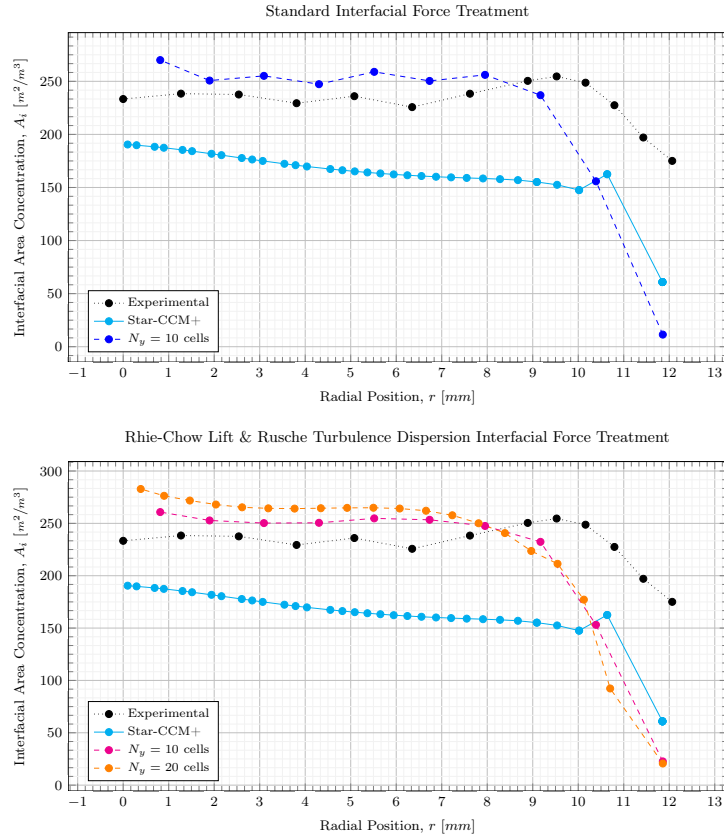 Standard Interfacial Force Treatment
Interfacial Area Concentration, A_i [m^2/m^3]
250
200
150
100
50
0
Experimental
Star-CCM+
N_y = 10 cells
−1 0 1 2 3 4 5 6 7 8 9 10 11 12 13
Radial Position, r [mm]
Rhie-Chow Lift & Rusche Turbulence Dispersion Interfacial Force Treatment
Interfacial Area Concentration, A_i [m^2/m^3]
300
250
200
150
100
50
0
Experimental
Star-CCM+
N_y = 10 cells
N_y = 20 cells
−1 0 1 2 3 4 5 6 7 8 9 10 11 12 13
Radial Position, r [mm]